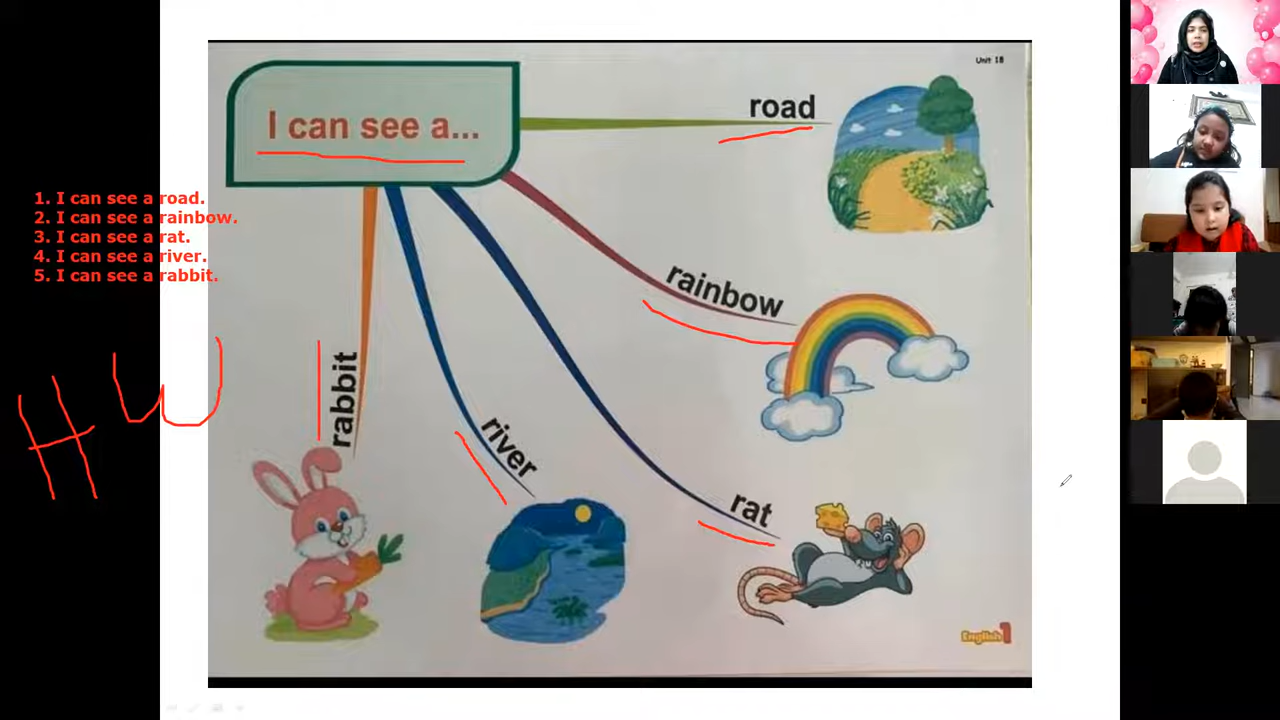 Unit 18
I can see a...
road
1. I can see a road.
2. I can see a rainbow.
3. I can see a rat.
4. I can see a river.
5. I can see a rabbit.
rainbow
H W
rabbit
river
rat
English 1